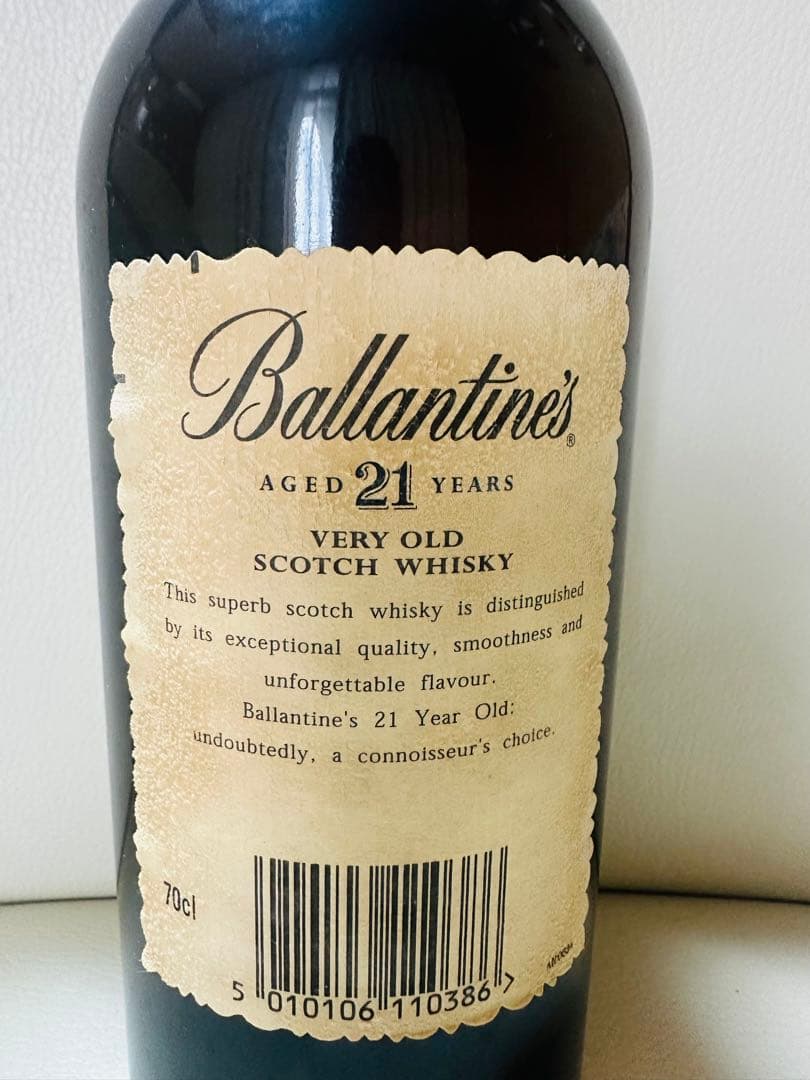 Ballantine's®
AGED 21 YEARS
VERY OLD
SCOTCH WHISKY
This superb scotch whisky is distinguished
by its exceptional quality, smoothness and
unforgettable flavour.
Ballantine's 21 Year Old:
undoubtedly, a connoisseur's choice.
70cl
5 010106 110386 >